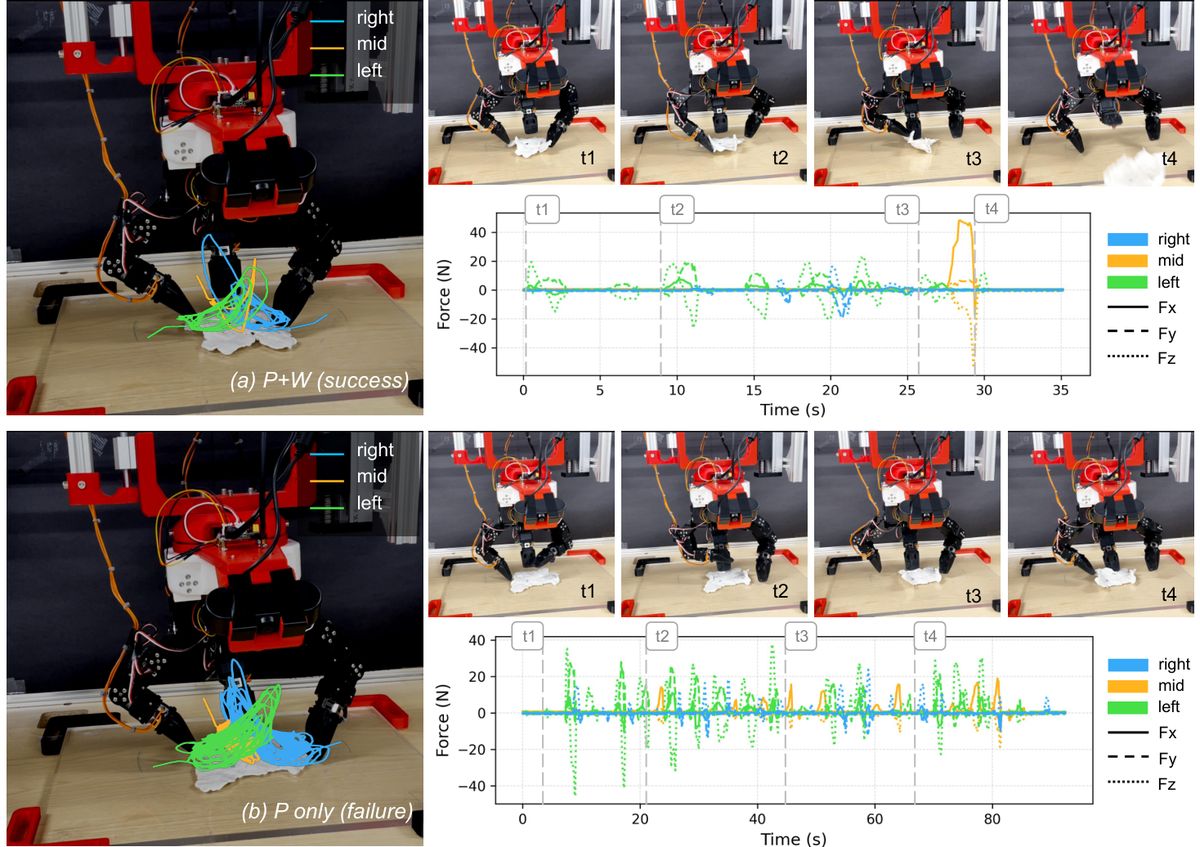 right
mid
left
(a) P+W (success)
t1
t2
t3
t4
t1
t2
t3
t4
40
20
0
−20
−40
Force (N)
0
5
10
15
20
25
30
35
Time (s)
right
mid
left
Fx
Fy
Fz
right
mid
left
(b) P only (failure)
t1
t2
t3
t4
t1
t2
t3
t4
40
20
0
−20
−40
Force (N)
0
20
40
60
80
Time (s)
right
mid
left
Fx
Fy
Fz